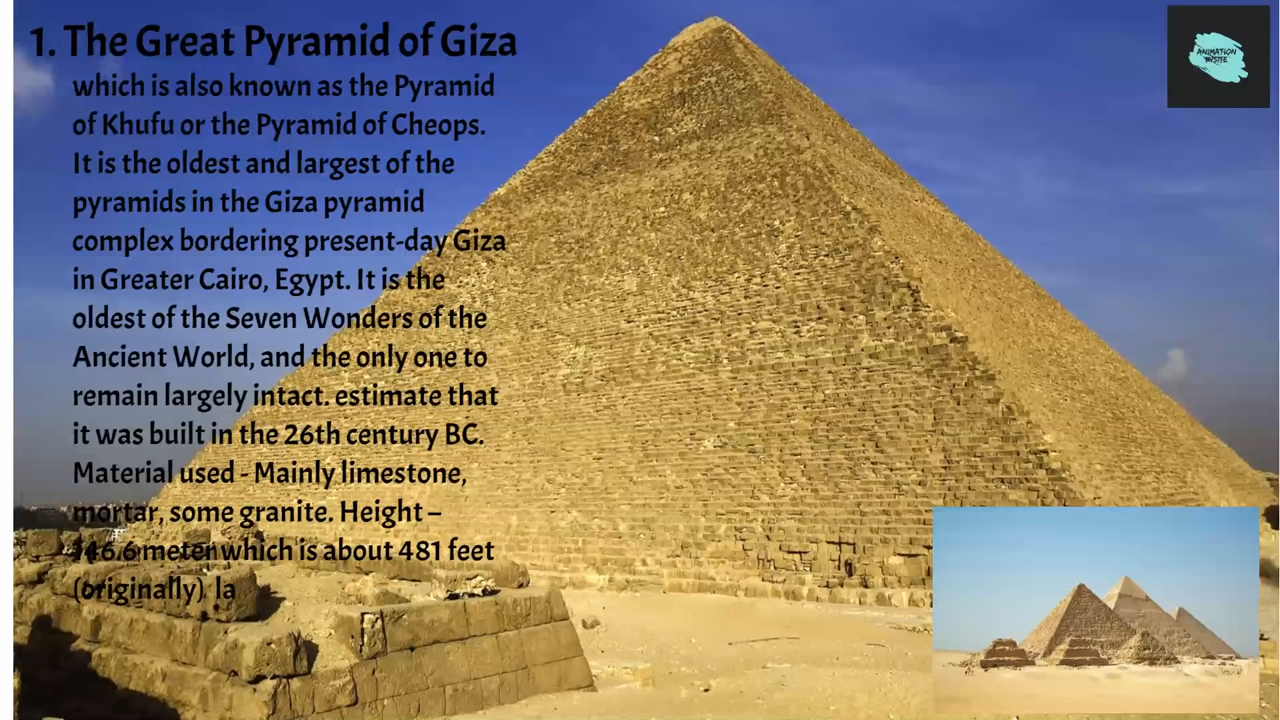 1. The Great Pyramid of Giza
which is also known as the Pyramid
of Khufu or the Pyramid of Cheops.
It is the oldest and largest of the
pyramids in the Giza pyramid
complex bordering present-day Giza
in Greater Cairo, Egypt. It is the
oldest of the Seven Wonders of the
Ancient World, and the only one to
remain largely intact. estimate that
it was built in the 26th century BC.
Material used - Mainly limestone,
mortar, some granite. Height –
146.6 meter which is about 481 feet
(originally) la
ANIMATION